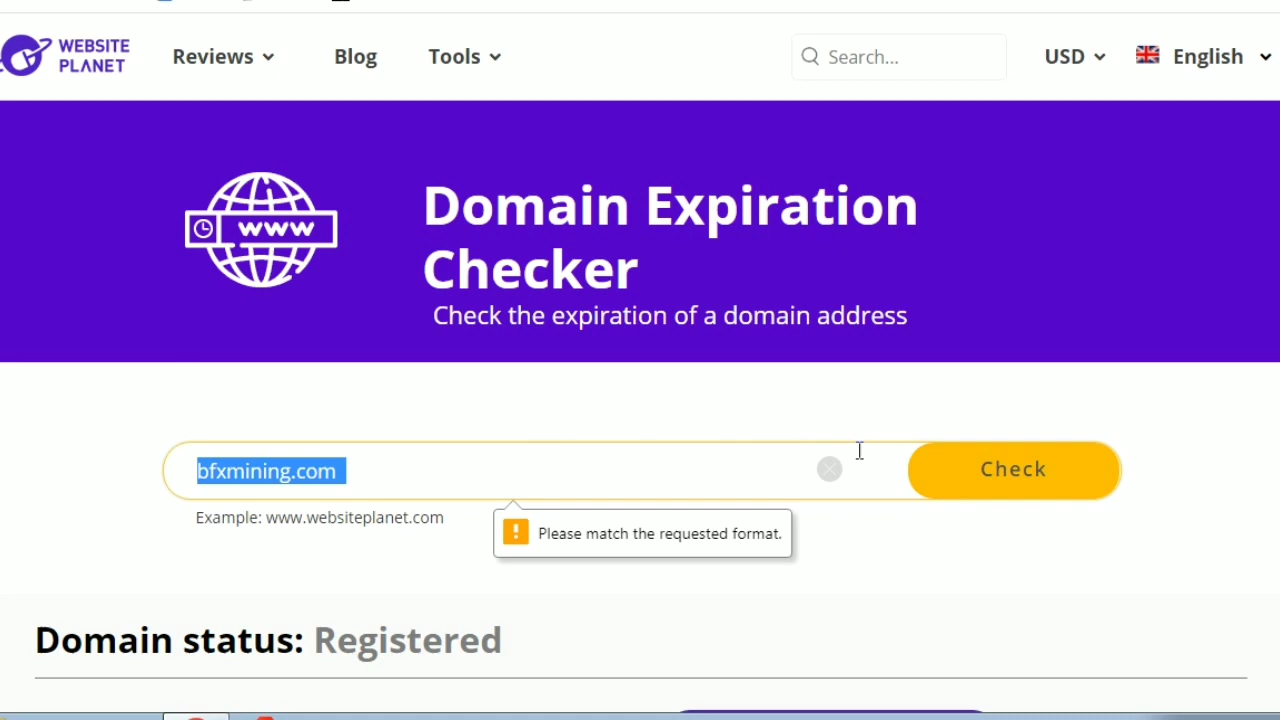 WEBSITE
PLANET
Reviews
Blog
Tools
Search...
USD
English
www
Domain Expiration
Checker
Check the expiration of a domain address
bfxmining.com
Check
Example: www.websiteplanet.com
! Please match the requested format.
Domain status: Registered